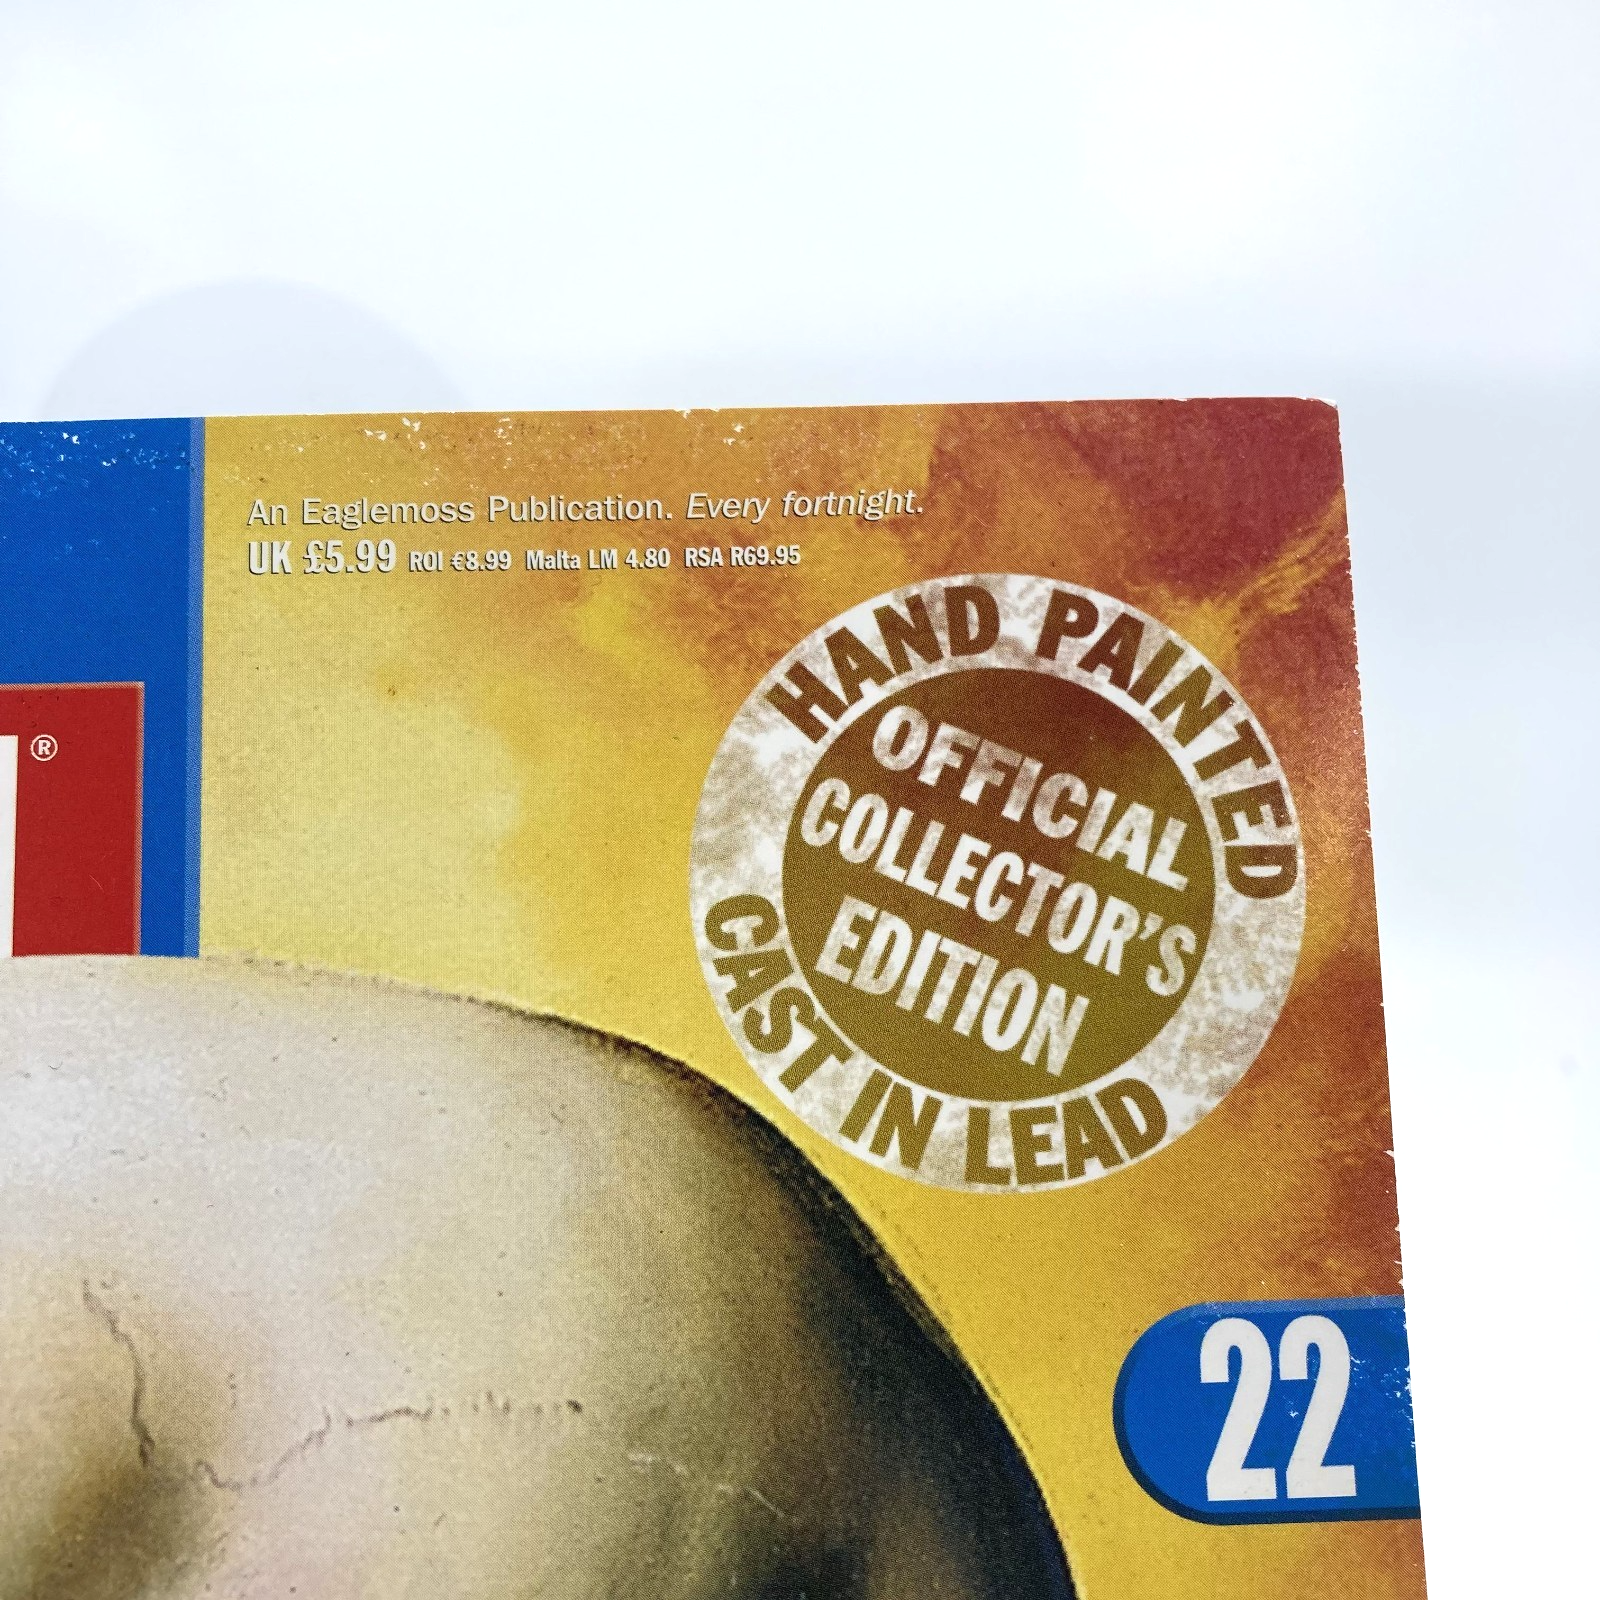 An Eaglemoss Publication. Every fortnight.
UK £5.99 ROI €8.99 Malta LM 4.80 RSA R69.95
®
HAND PAINTED
OFFICIAL
COLLECTOR'S
EDITION
CAST IN LEAD
22